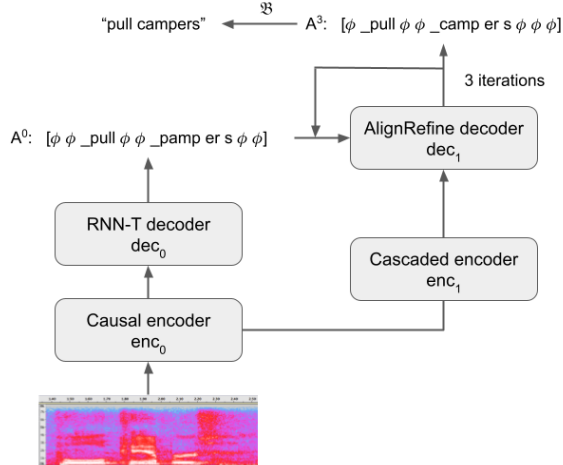 “pull campers” 𝔅 A³: [ϕ _pull ϕ ϕ _camp er s ϕ ϕ ϕ]
3 iterations
A⁰: [ϕ ϕ _pull ϕ ϕ _pamp er s ϕ ϕ]
AlignRefine decoder
dec₁
RNN-T decoder
dec₀
Cascaded encoder
enc₁
Causal encoder
enc₀